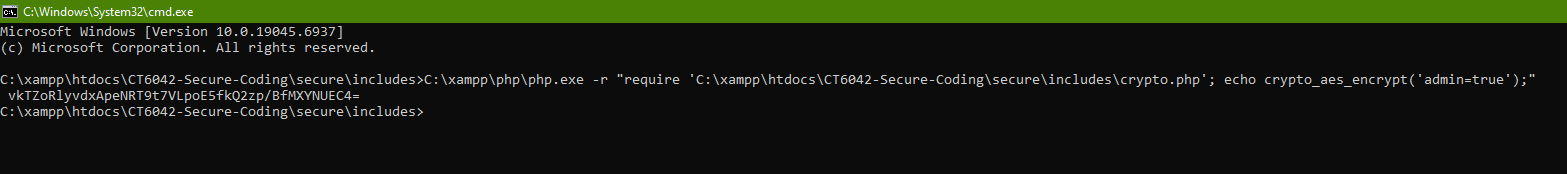 C:\Windows\System32\cmd.exe
Microsoft Windows [Version 10.0.19045.6937]
(c) Microsoft Corporation. All rights reserved.
C:\xampp\htdocs\CT6042-Secure-Coding\secure\includes>C:\xampp\php\php.exe -r "require 'C:\xampp\htdocs\CT6042-Secure-Coding\secure\includes\crypto.php'; echo crypto_aes_encrypt('admin=true');"
vkTZoRlyvdxApeNRT9t7VLpoE5fkQ2zp/BfMXYNUEC4=
C:\xampp\htdocs\CT6042-Secure-Coding\secure\includes>